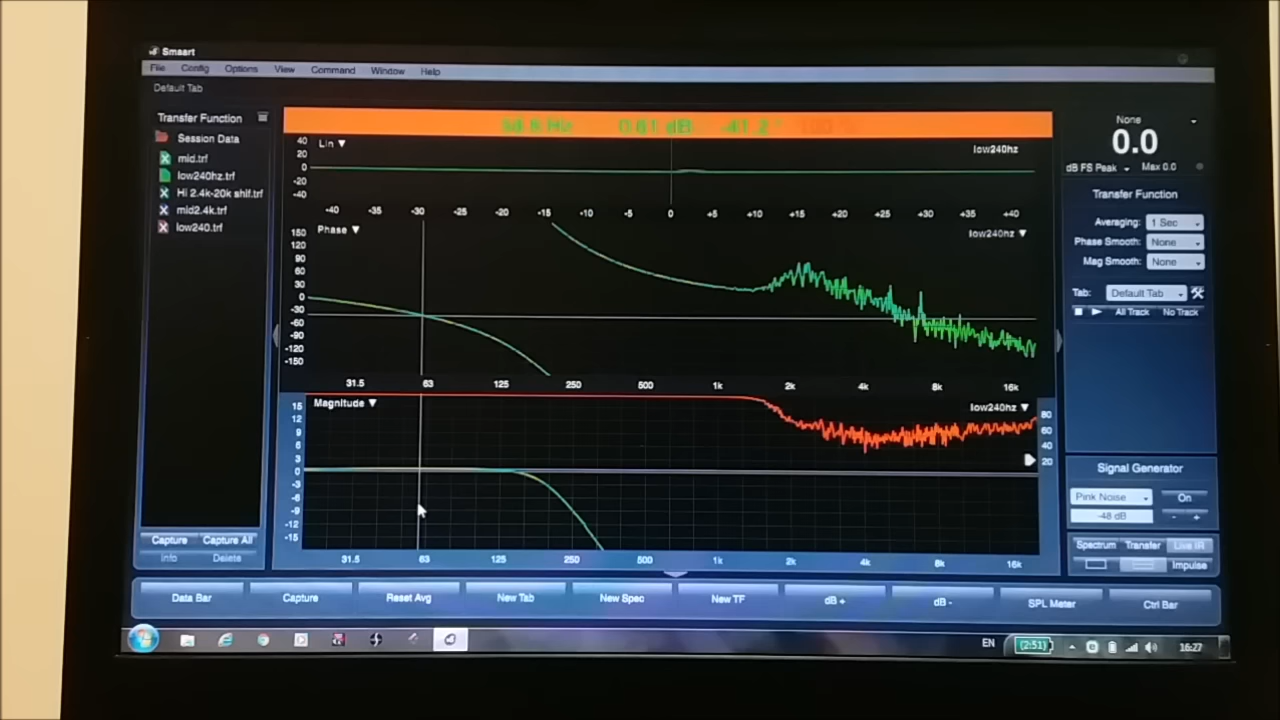 Smaart
File Config Options View Command Window Help
Default Tab
Transfer Function
Session Data
mid.trf
low240hz.trf
Hi 2.4k-20k shlf.trf
mid2.4k.trf
low240.trf
Capture Capture All
Info Delete
Lin ▼ low240hz
40
20
0
-20
-40
-40 -35 -30 -25 -20 -15 -10 -5 0 +5 +10 +15 +20 +25 +30 +35 +40
Phase ▼ low240hz ▼
150
120
90
60
30
0
-30
-60
-90
-120
-150
31.5 63 125 250 500 1k 2k 4k 8k 16k
Magnitude ▼ low240hz ▼
15 80
12 60
9
6 40
3 20
0
-3
-6
-9
-12
-15
31.5 63 125 250 500 1k 2k 4k 8k 16k
None
0.0
dB FS Peak Max 0.0
Transfer Function
Averaging: 1 Sec
Phase Smooth: None
Mag Smooth: None
Tab: Default Tab
All Track No Track
Signal Generator
Pink Noise On
-48 dB - +
Spectrum Transfer Live IR
Impulse
Data Bar Capture Reset Avg New Tab New Spec New TF dB + dB - SPL Meter Ctrl Bar
EN (2:51) 16:27